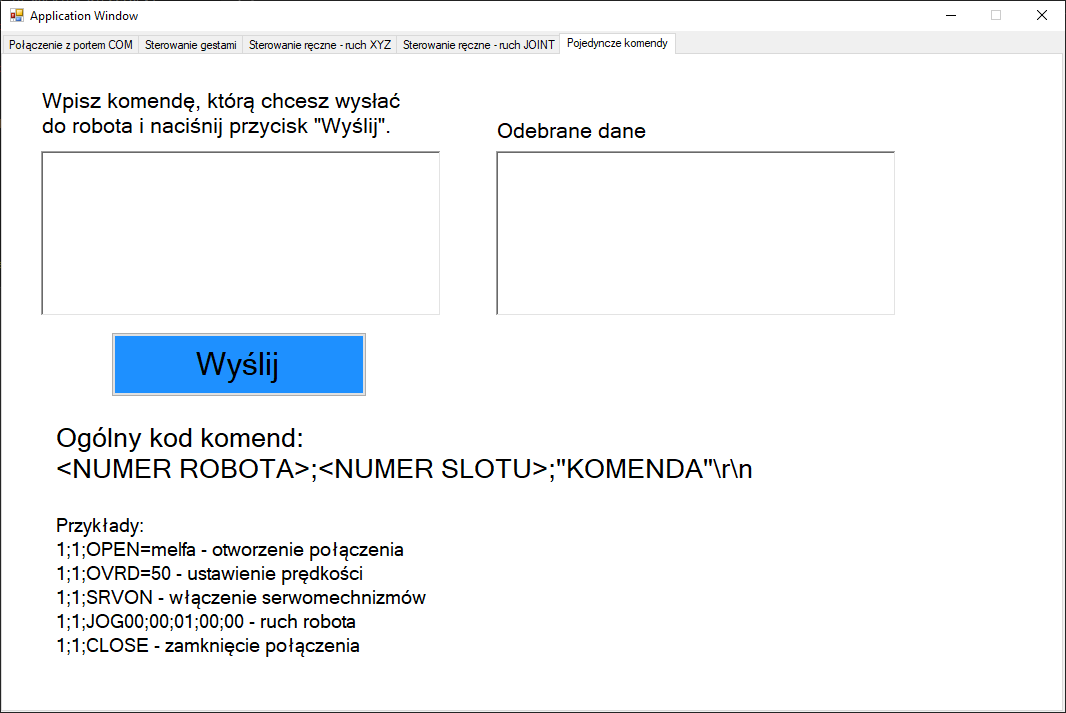 Application Window
Połączenie z portem COM
Sterowanie gestami
Sterowanie ręczne - ruch XYZ
Sterowanie ręczne - ruch JOINT
Pojedyncze komendy
Wpisz komendę, którą chcesz wysłać
do robota i naciśnij przycisk "Wyślij".
Odebrane dane
Wyślij
Ogólny kod komend:
<NUMER ROBOTA>;<NUMER SLOTU>;"KOMENDA"\r\n
Przykłady:
1;1;OPEN=melfa - otworzenie połączenia
1;1;OVRD=50 - ustawienie prędkości
1;1;SRVON - włączenie serwomechnizmów
1;1;JOG00;00;01;00;00 - ruch robota
1;1;CLOSE - zamknięcie połączenia